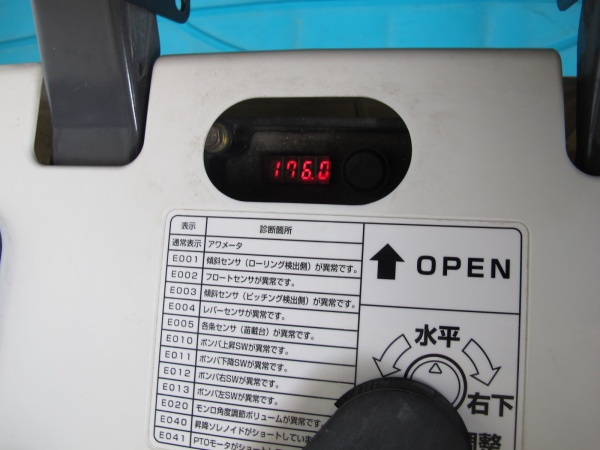 176.0
表示 診断箇所
通常表示 アワメータ
E001 傾斜センサ（ローリング検出側）が異常です。
E002 フロートセンサが異常です。
E003 傾斜センサ（ピッチング検出側）が異常です。
E004 レバーセンサが異常です。
E005 各条センサ（苗載台）が異常です。
E010 ポンパ上昇SWが異常です。
E011 ポンパ下降SWが異常です。
E012 ポンパ右SWが異常です。
E013 ポンパ左SWが異常です。
E020 モンロ角度調節ボリュームが異常です。
E040 昇降ソレノイドがショートしてい
E041 PTOモータがショートし
OPEN
水平
右下
調整